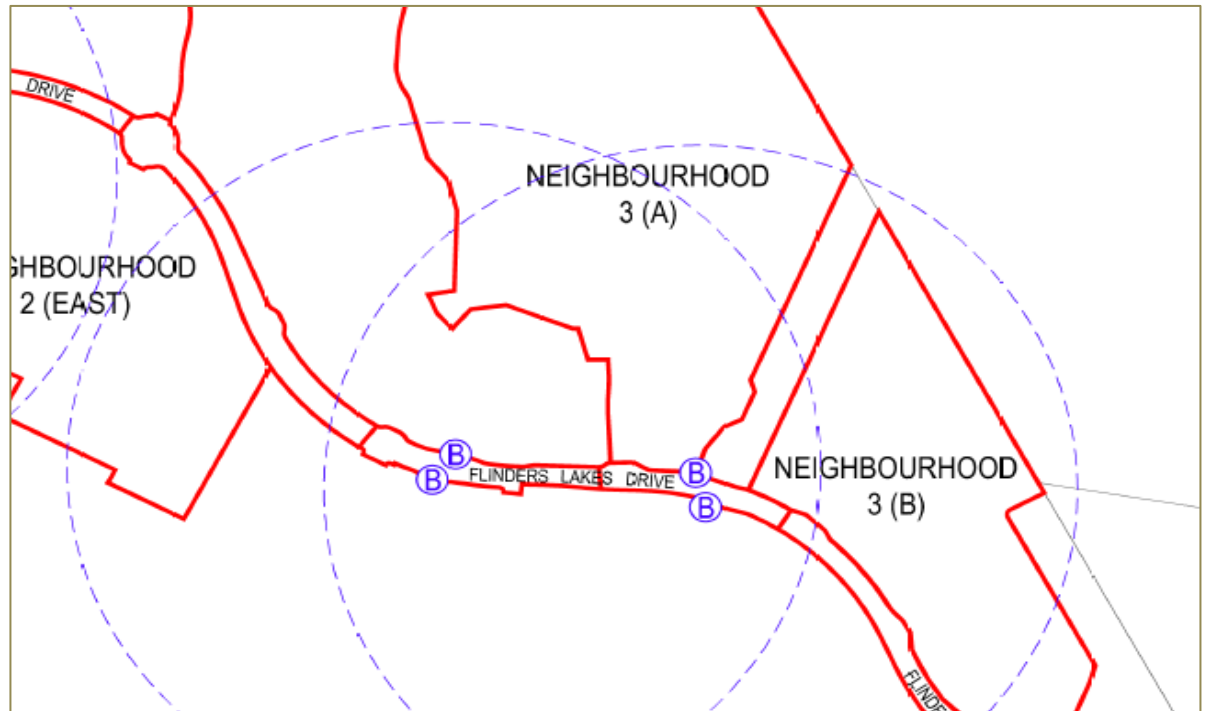 DRIVE
NEIGHBOURHOOD
3 (A)
GHBOURHOOD
2 (EAST)
B
B
FLINDERS LAKES DRIVE
B
B
NEIGHBOURHOOD
3 (B)
FLINDE